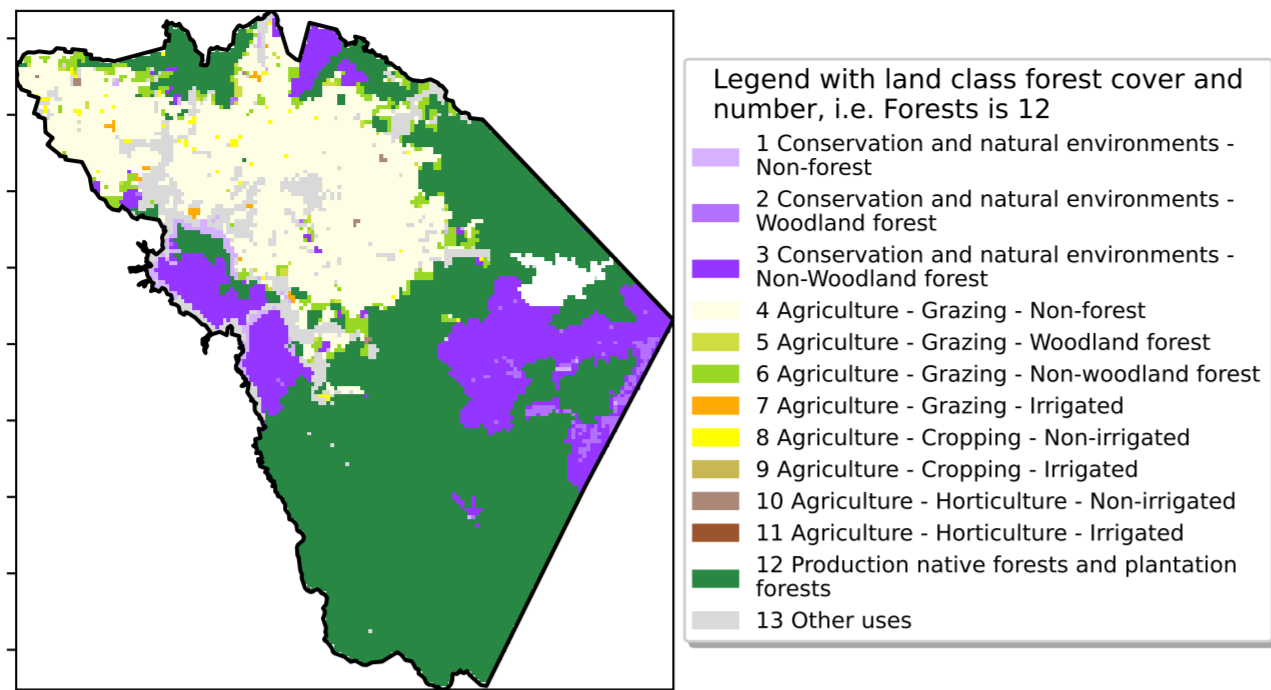 Legend with land class forest cover and
number, i.e. Forests is 12
1 Conservation and natural environments -
Non-forest
2 Conservation and natural environments -
Woodland forest
3 Conservation and natural environments -
Non-Woodland forest
4 Agriculture - Grazing - Non-forest
5 Agriculture - Grazing - Woodland forest
6 Agriculture - Grazing - Non-woodland forest
7 Agriculture - Grazing - Irrigated
8 Agriculture - Cropping - Non-irrigated
9 Agriculture - Cropping - Irrigated
10 Agriculture - Horticulture - Non-irrigated
11 Agriculture - Horticulture - Irrigated
12 Production native forests and plantation
forests
13 Other uses